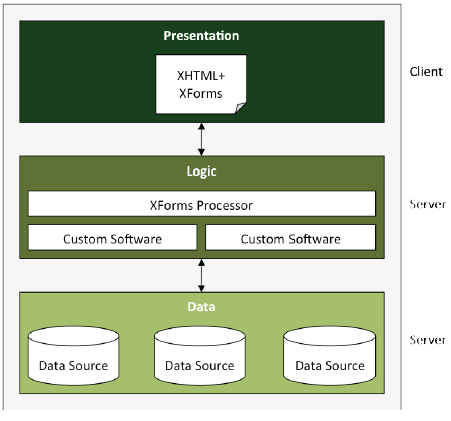 Presentation
XHTML+
XForms
Client
Logic
XForms Processor
Custom Software
Custom Software
Server
Data
Data Source
Data Source
Data Source
Server